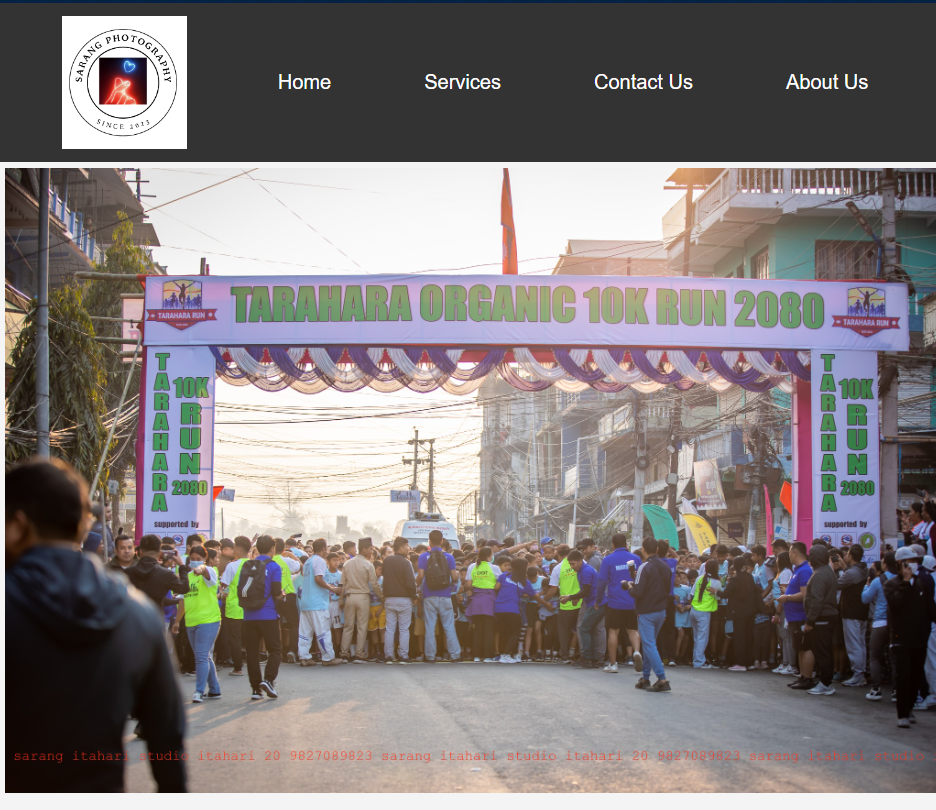 SARANG PHOTOGRAPHY
SINCE 2023
Home
Services
Contact Us
About Us
TARAHARA RUN
TARAHARA ORGANIC 10K RUN 2080
TARAHARA RUN
TARAHARA
10K
RUN
2080
supported by
TARAHARA
10K
RUN
2080
supported by
sarang itahari studio itahari 20 9827089823 sarang itahari studio itahari 20 9827089823 sarang itahari studio